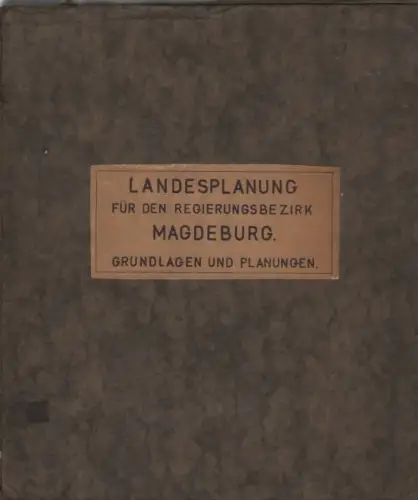 LANDESPLANUNG
FÜR DEN REGIERUNGSBEZIRK
MAGDEBURG.
GRUNDLAGEN UND PLANUNGEN.